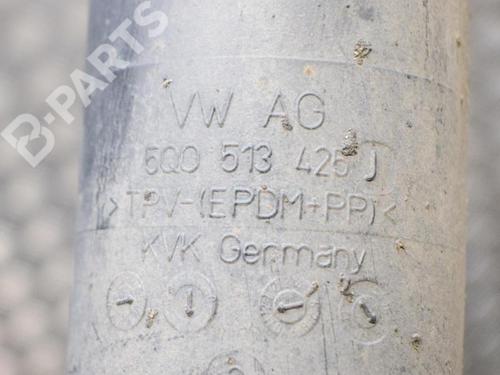 B-PARTS
VW AG
5Q0 513 425 J
>TPV-(EPDM+PP)<
KVK Germany